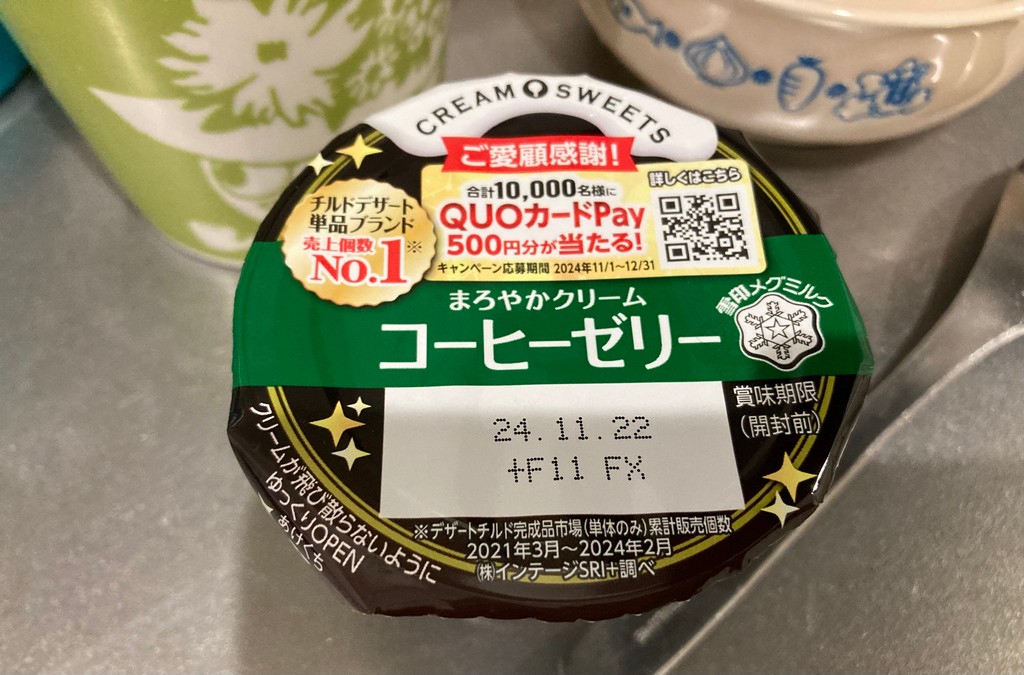 CREAM SWEETS
ご愛顧感謝!
合計10,000名様に
QUOカードPay
500円分が当たる!
キャンペーン応募期間 2024年11/1~12/31
詳しくはこちら
チルドデザート
単品ブランド
売上個数
No.1※
まろやかクリーム
コーヒーゼリー
雪印メグミルク
賞味期限
(開封前)
24.11.22
+F11 FX
※デザートチルド完成品市場(単体のみ)累計販売個数
2021年3月~2024年2月
(株)インテージSRI+調べ
クリームが飛び散らないように
ゆっくりOPEN
あけくち